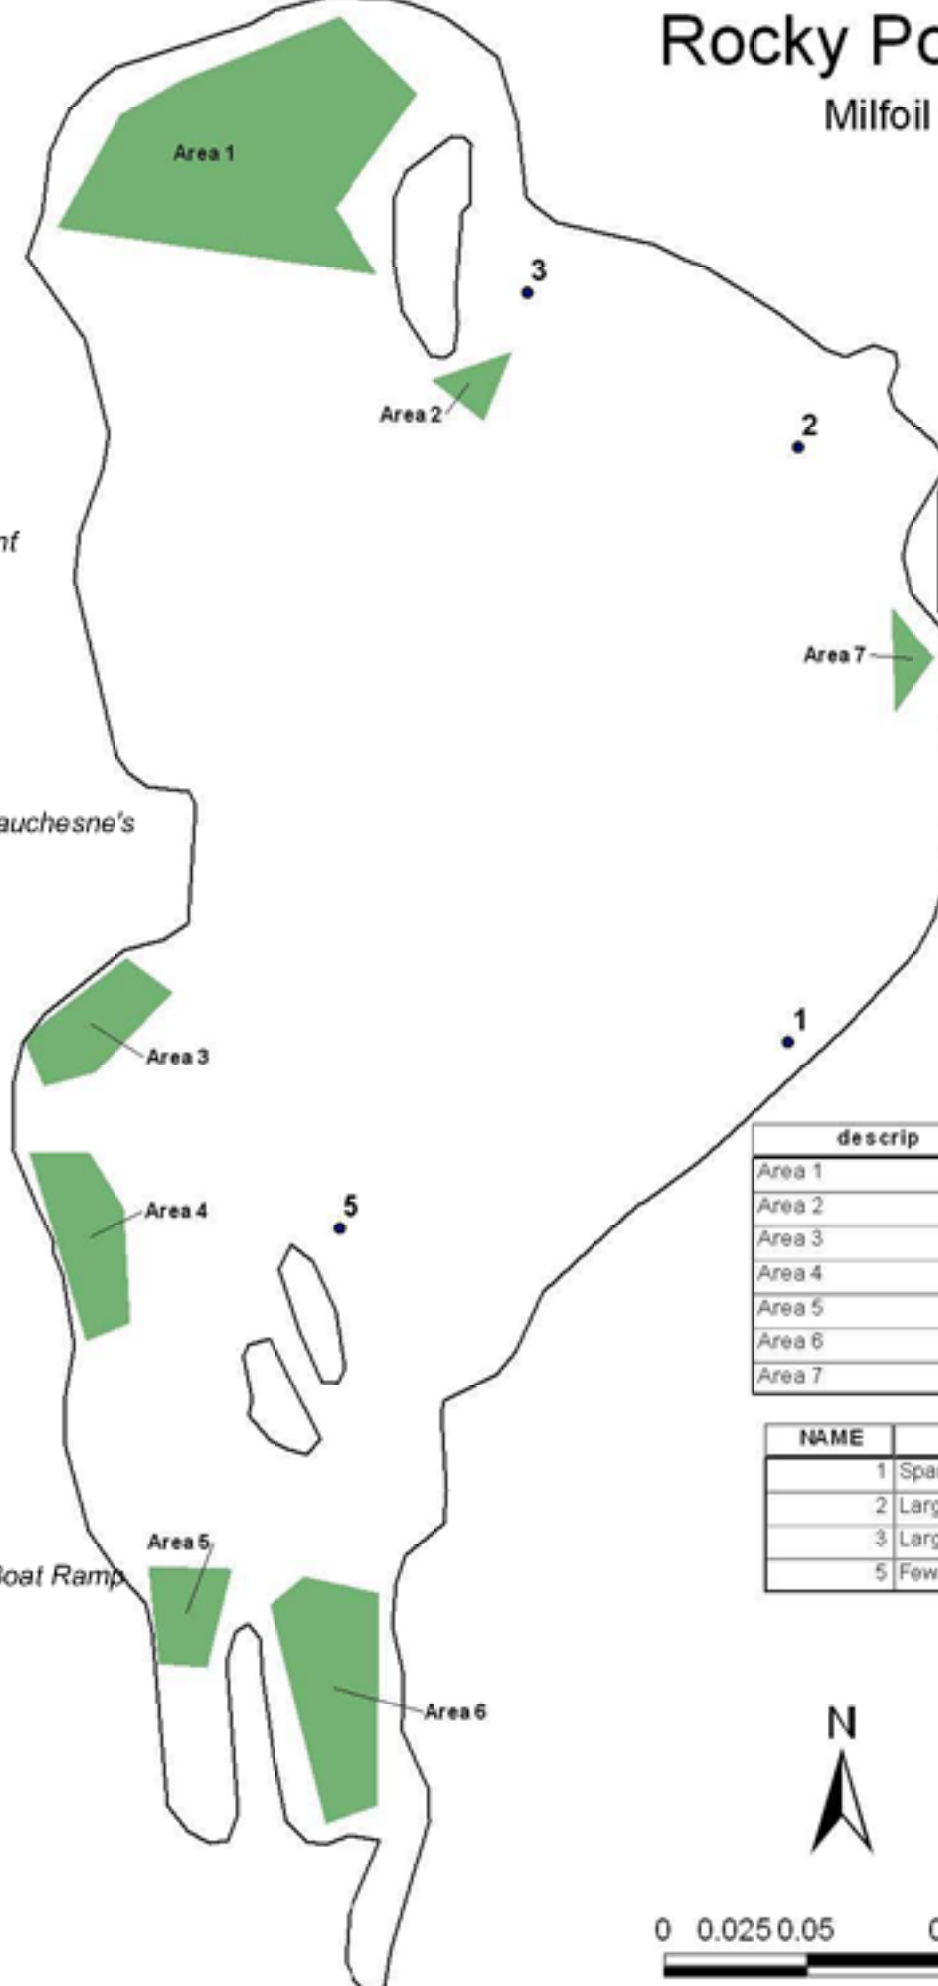 Rocky Po
Milfoil
Area 1
3
Area 2
2
nf
Area 7
auchesne's
1
Area 3
descrip
Area 1
Area 2
Area 3
Area 4
Area 5
Area 6
Area 7
Area 4
5
NAME
1 Spar
2 Larg
3 Larg
5 Few
Area 5
Boat Ramp
Area 6
N
0 0.025 0.05 0